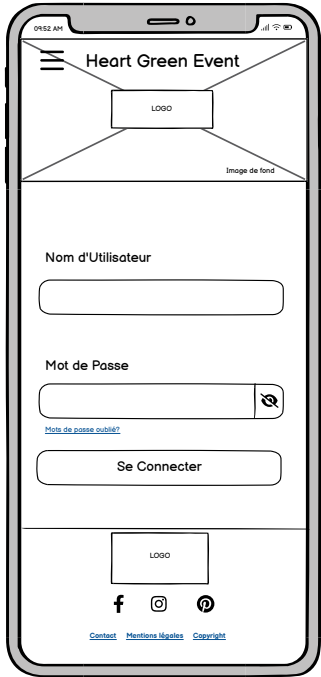 09:52 AM
Heart Green Event
LOGO
Image de fond
Nom d'Utilisateur
Mot de Passe
Mots de passe oublié?
Se Connecter
LOGO
Contact Mentions légales Copyright